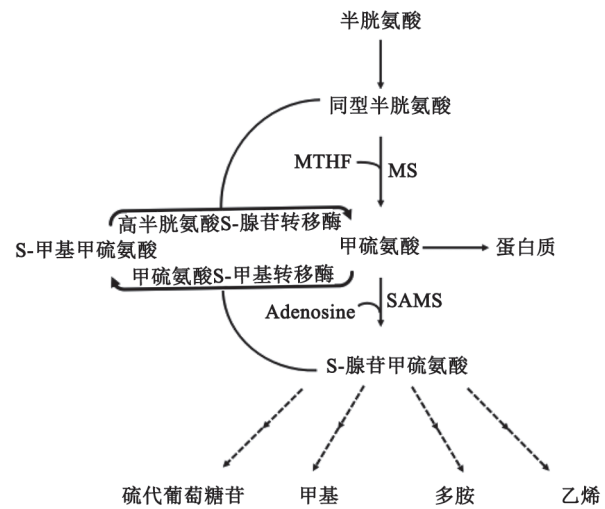 半胱氨酸
同型半胱氨酸
MTHF
MS
高半胱氨酸S-腺苷转移酶
S-甲基甲硫氨酸
甲硫氨酸
蛋白质
甲硫氨酸S-甲基转移酶
Adenosine
SAMS
S-腺苷甲硫氨酸
硫代葡萄糖苷
甲基
多胺
乙烯